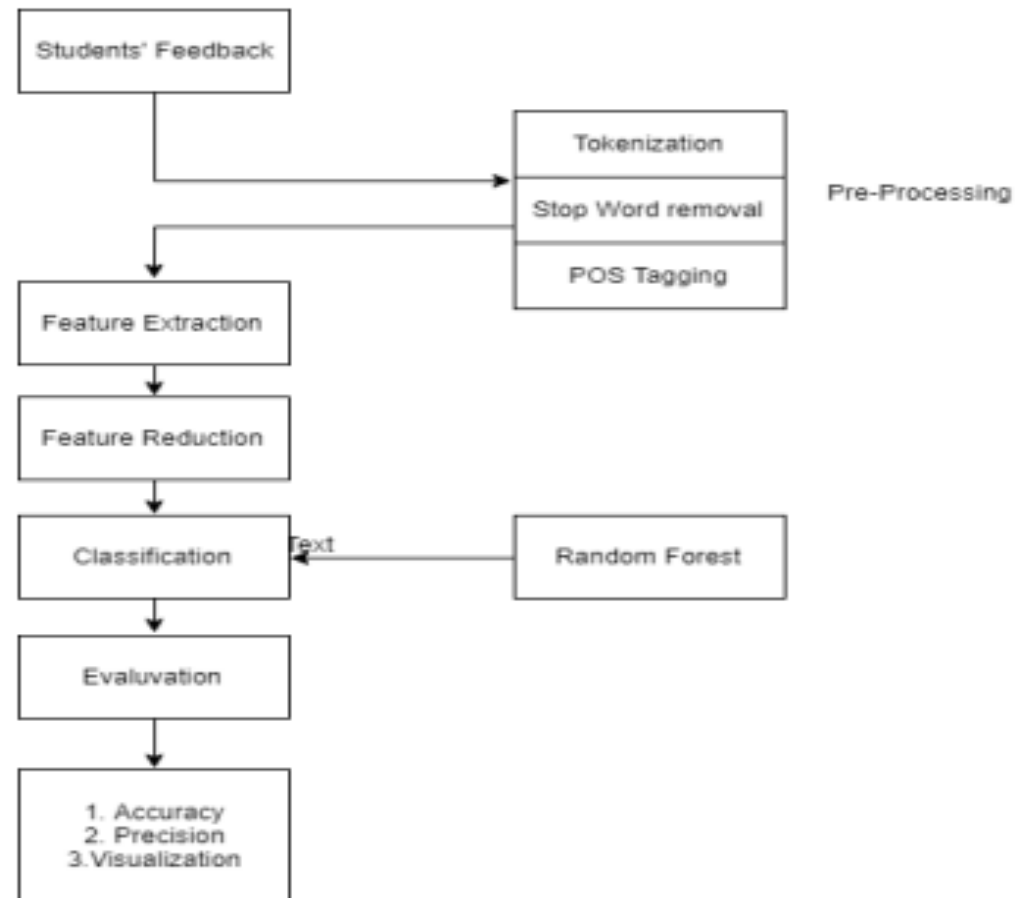 Students' Feedback
Tokenization
Stop Word removal
POS Tagging
Pre-Processing
Feature Extraction
Feature Reduction
Classification
Text
Random Forest
Evaluvation
1. Accuracy
2. Precision
3.Visualization